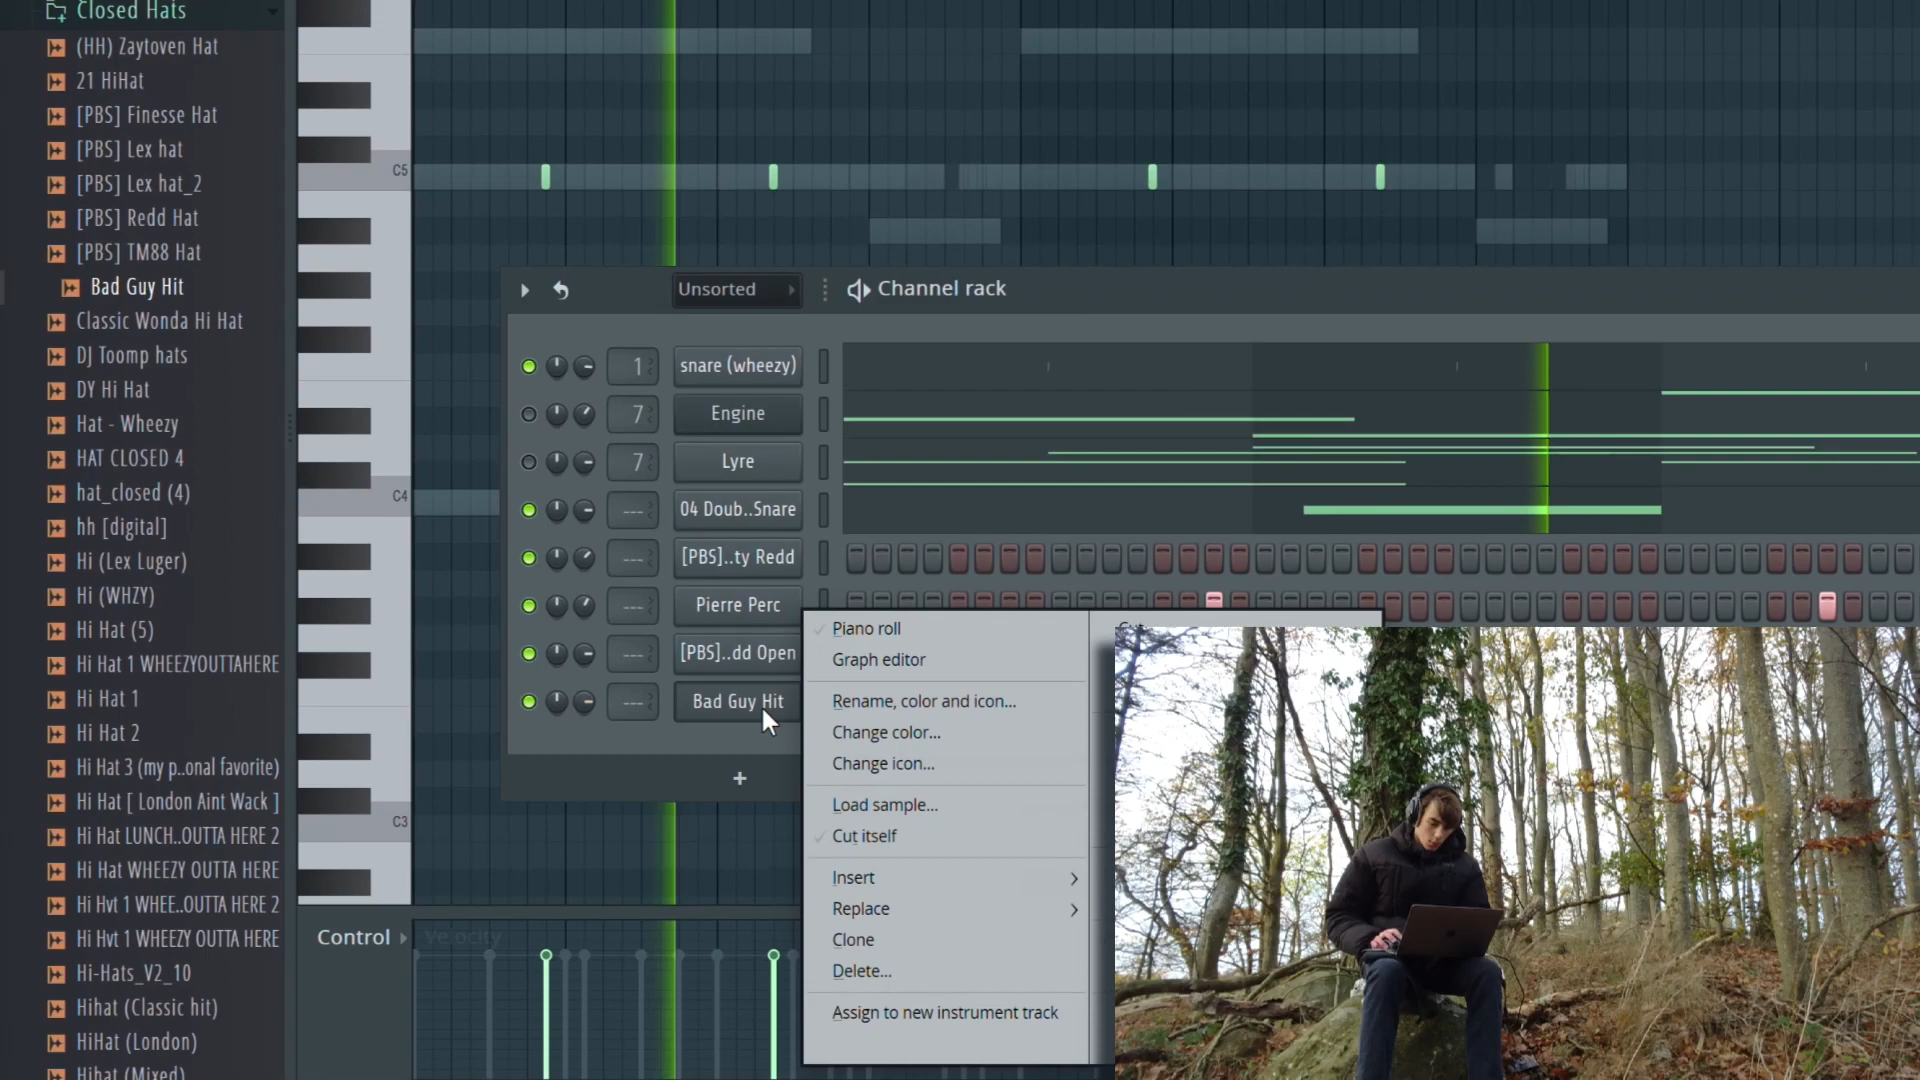 Closed Hats
(HH) Zaytoven Hat
21 HiHat
[PBS] Finesse Hat
[PBS] Lex hat
[PBS] Lex hat_2
[PBS] Redd Hat
[PBS] TM88 Hat
Bad Guy Hit
Classic Wonda Hi Hat
DJ Toomp hats
DY Hi Hat
Hat - Wheezy
HAT CLOSED 4
hat_closed (4)
hh [digital]
Hi (Lex Luger)
Hi (WHZY)
Hi Hat (5)
Hi Hat 1 WHEEZYOUTTAHERE
Hi Hat 1
Hi Hat 2
Hi Hat 3 (my p..onal favorite)
Hi Hat [ London Aint Wack ]
Hi Hat LUNCH..OUTTA HERE 2
Hi Hat WHEEZY OUTTA HERE
Hi Hvt 1 WHEE..OUTTA HERE 2
Hi Hvt 1 WHEEZY OUTTA HERE
Hi-Hats_V2_10
Hihat (Classic hit)
HiHat (London)
Hihat (Mixed)
C5
C4
C3
Control
Velocity
Unsorted
Channel rack
1 snare (wheezy)
7 Engine
7 Lyre
--- 04 Doub..Snare
--- [PBS]..ty Redd
--- Pierre Perc
--- [PBS]..dd Open
--- Bad Guy Hit
+
Piano roll
Graph editor
Rename, color and icon...
Change color...
Change icon...
Load sample...
Cut itself
Insert
Replace
Clone
Delete...
Assign to new instrument track